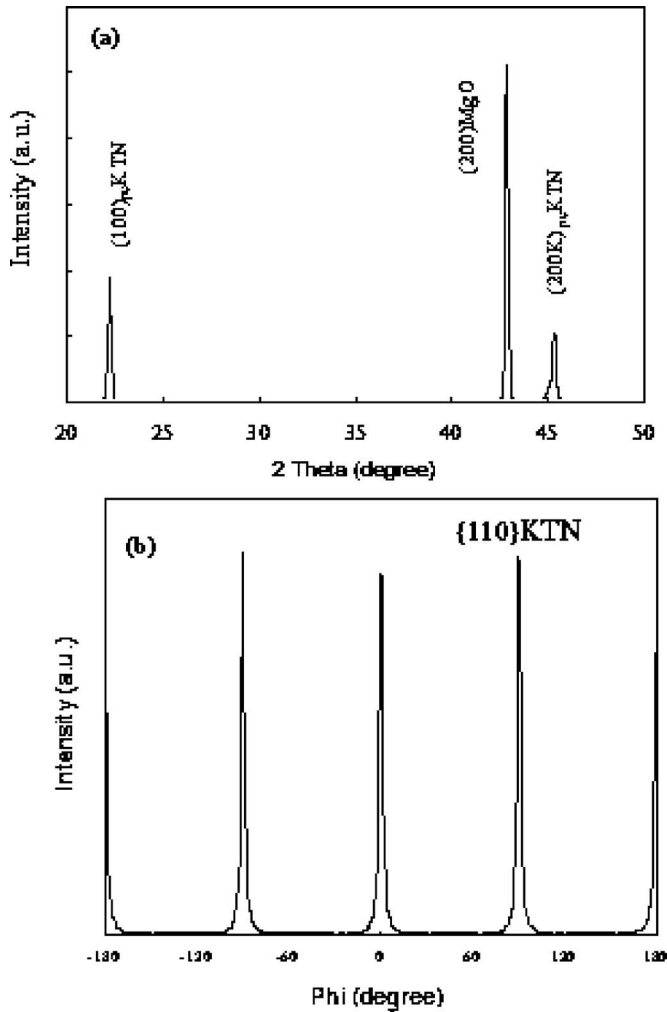 (a)
Intensity (a.u.)
(100)pcKTN
(200)MgO
(200K)pcKTN
20 25 30 35 40 45 50
2 Theta (degree)
(b)
{110}KTN
Intensity (a.u.)
-180 -120 -60 0 60 120 180
Phi (degree)